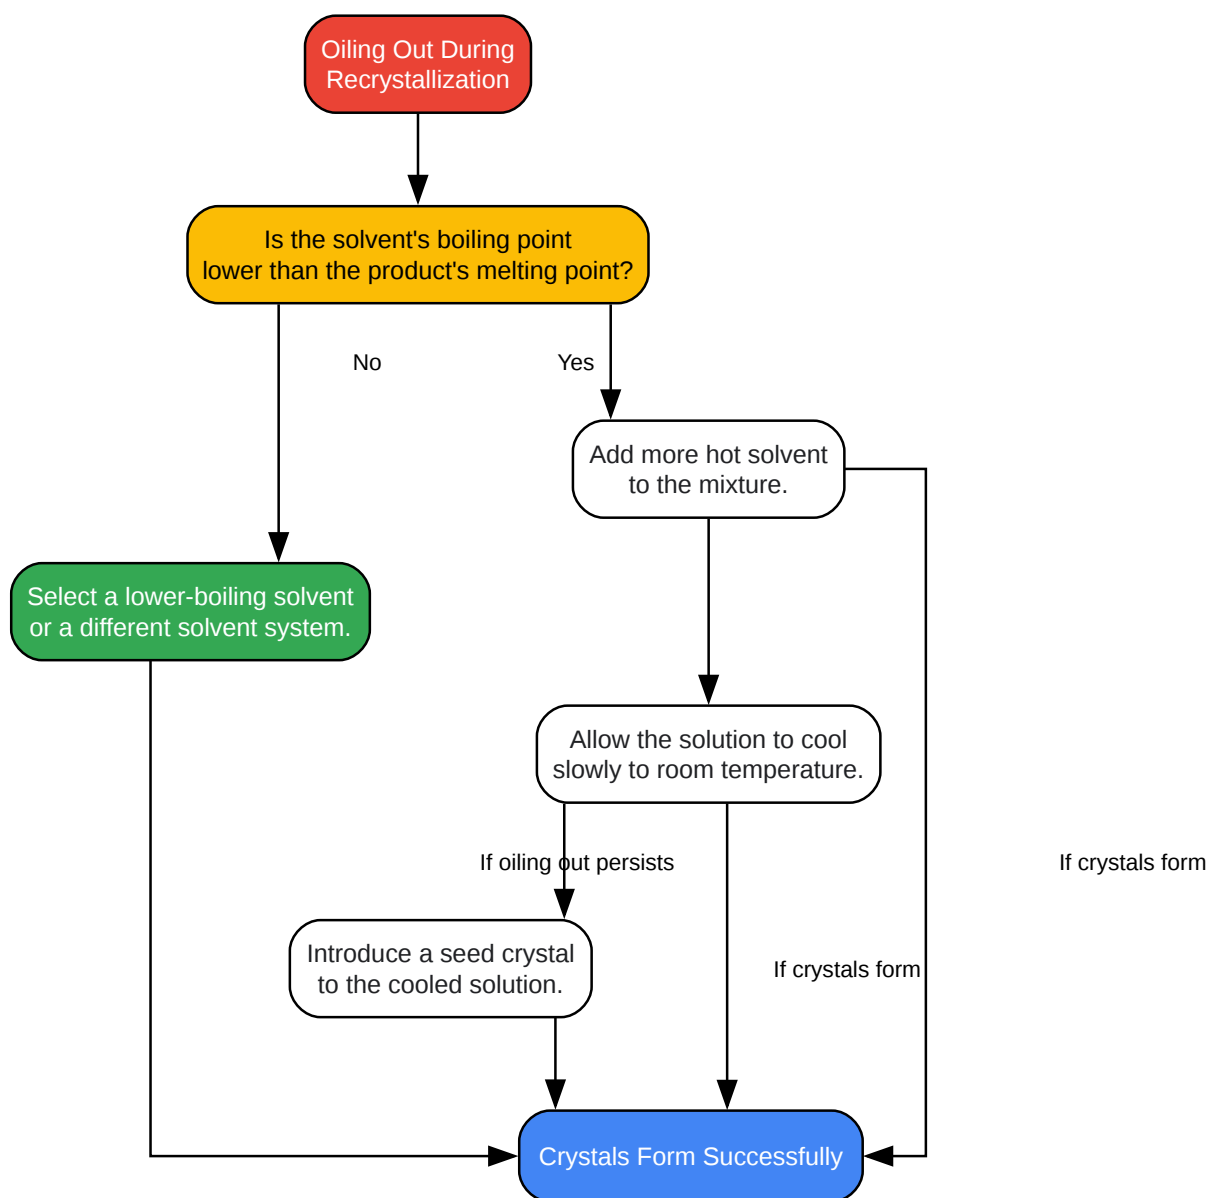 Oiling Out During
Recrystallization
Is the solvent's boiling point
lower than the product's melting point?
No
Yes
Add more hot solvent
to the mixture.
Select a lower-boiling solvent
or a different solvent system.
Allow the solution to cool
slowly to room temperature.
If oiling out persists
If crystals form
Introduce a seed crystal
to the cooled solution.
If crystals form
Crystals Form Successfully